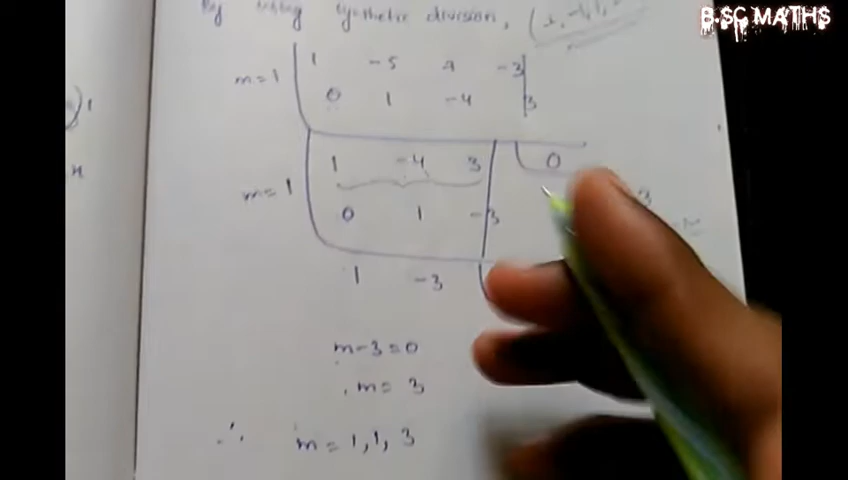 By using synthetic division,
B.SC MATHS
m=1 1 -5 7 -3
0 1 -4 3
m=1 1 -4 3 0
0 1 -3
1 -3
m-3=0
m= 3
∴ m = 1, 1, 3